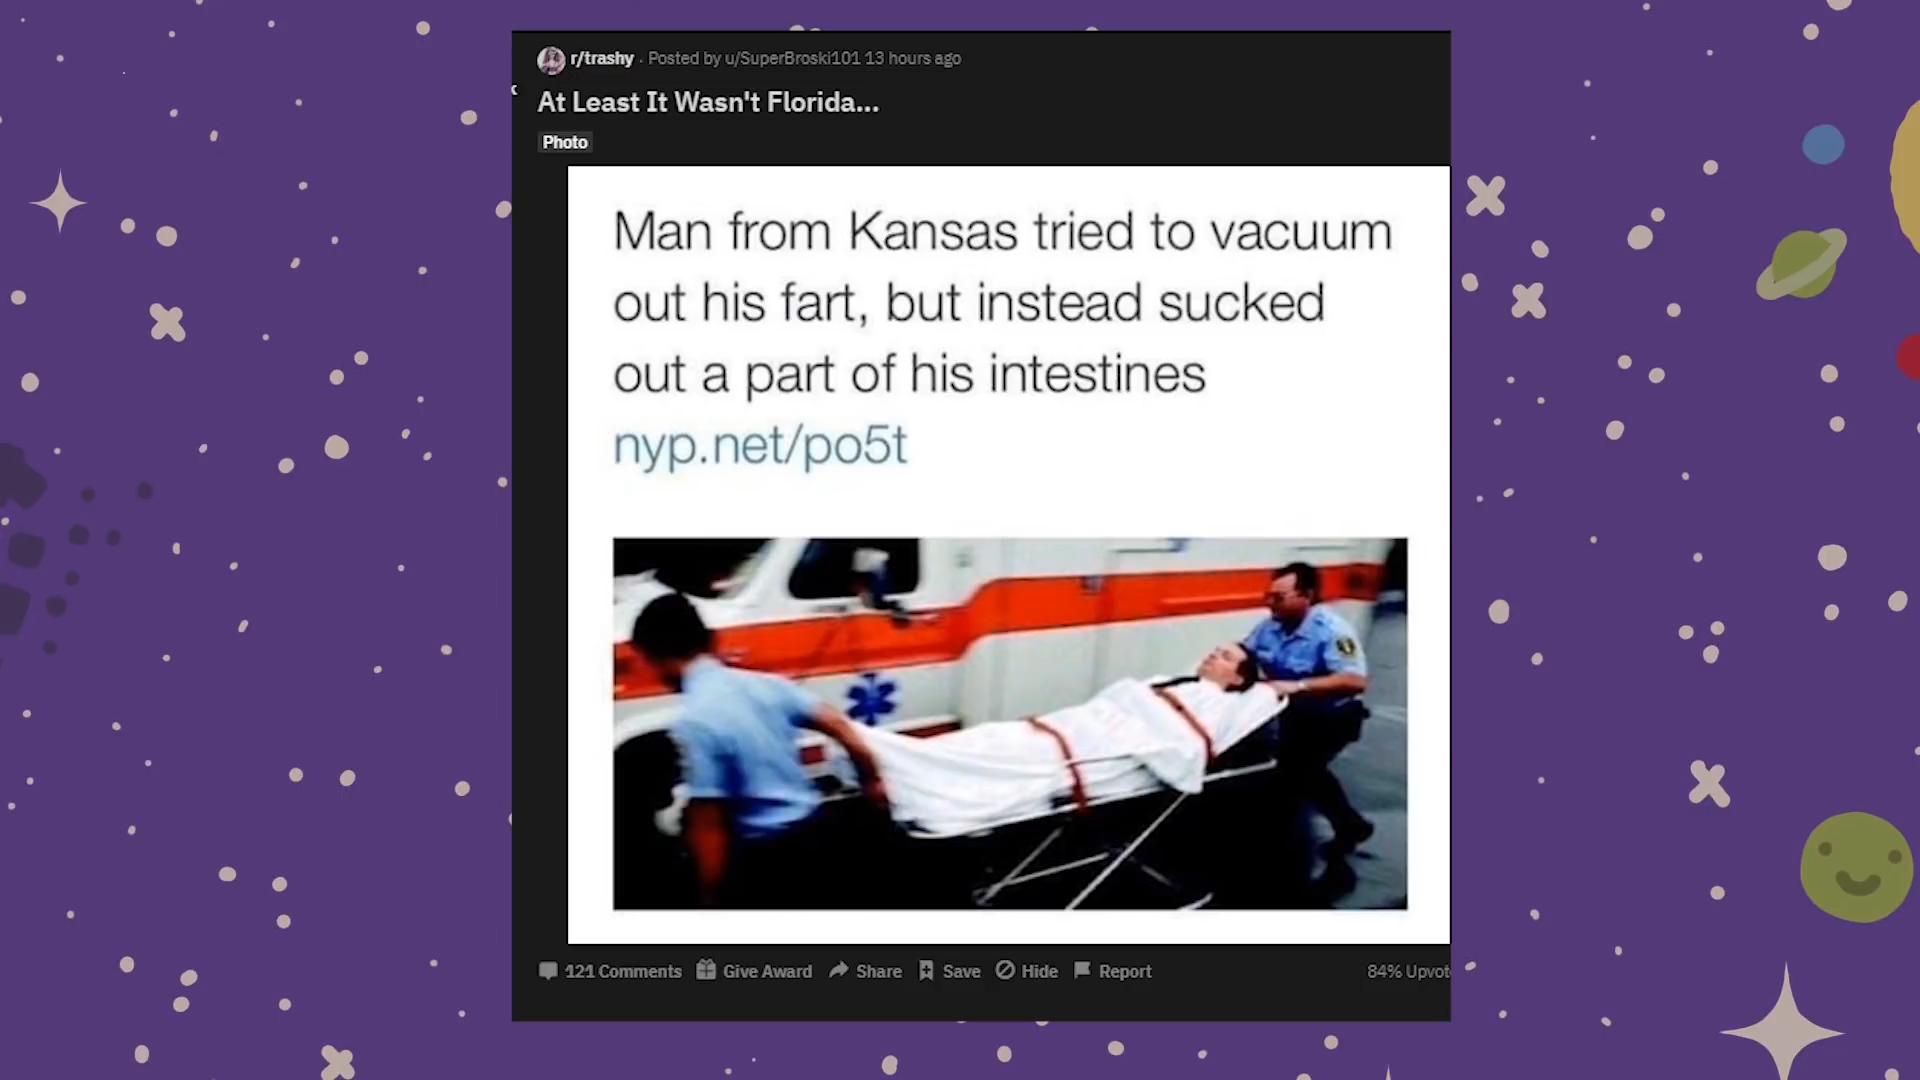 r/trashy · Posted by u/SuperBroski101 13 hours ago
At Least It Wasn't Florida...
Photo
Man from Kansas tried to vacuum
out his fart, but instead sucked
out a part of his intestines
nyp.net/po5t
121 Comments Give Award Share Save Hide Report 84% Upvot